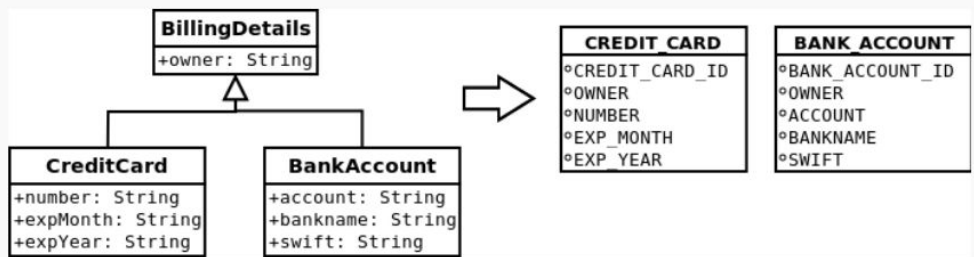 BillingDetails
+owner: String
CreditCard
+number: String
+expMonth: String
+expYear: String
BankAccount
+account: String
+bankname: String
+swift: String
CREDIT_CARD
CREDIT_CARD_ID
OWNER
NUMBER
EXP_MONTH
EXP_YEAR
BANK_ACCOUNT
BANK_ACCOUNT_ID
OWNER
ACCOUNT
BANKNAME
SWIFT